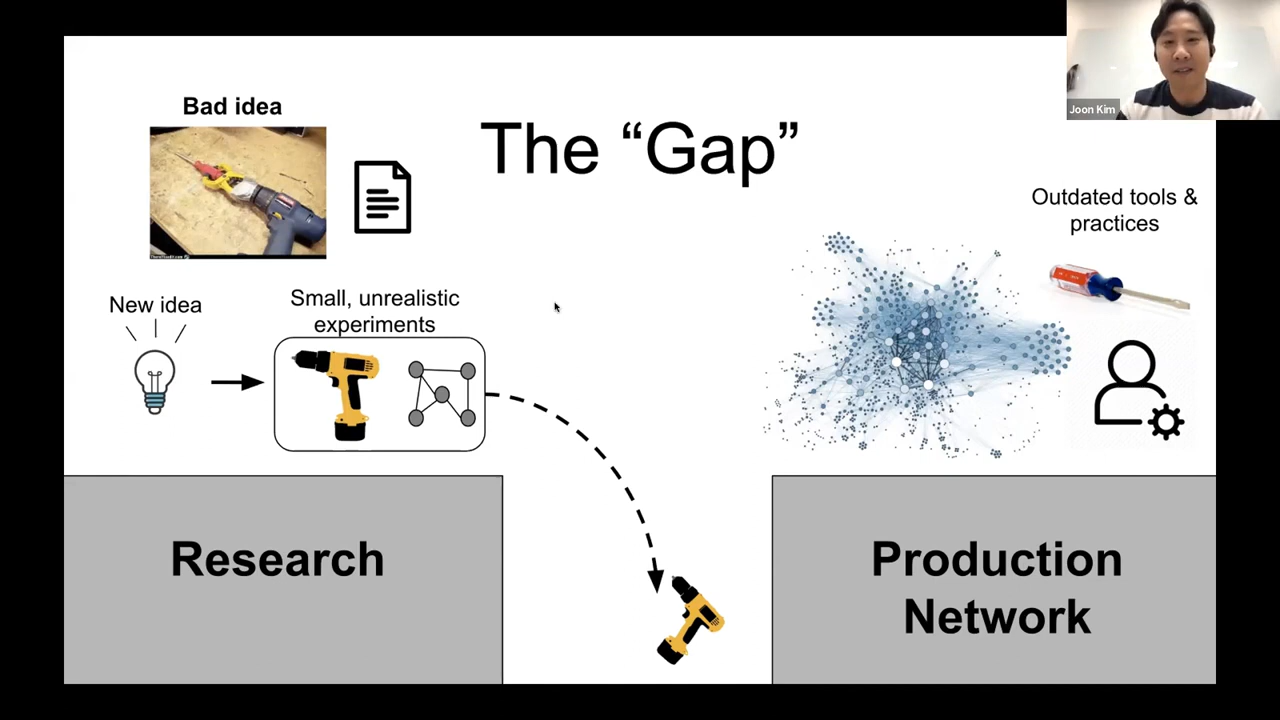 Joon Kim
Bad idea
The “Gap”
Outdated tools &
practices
New idea
Small, unrealistic
experiments
Research
Production
Network